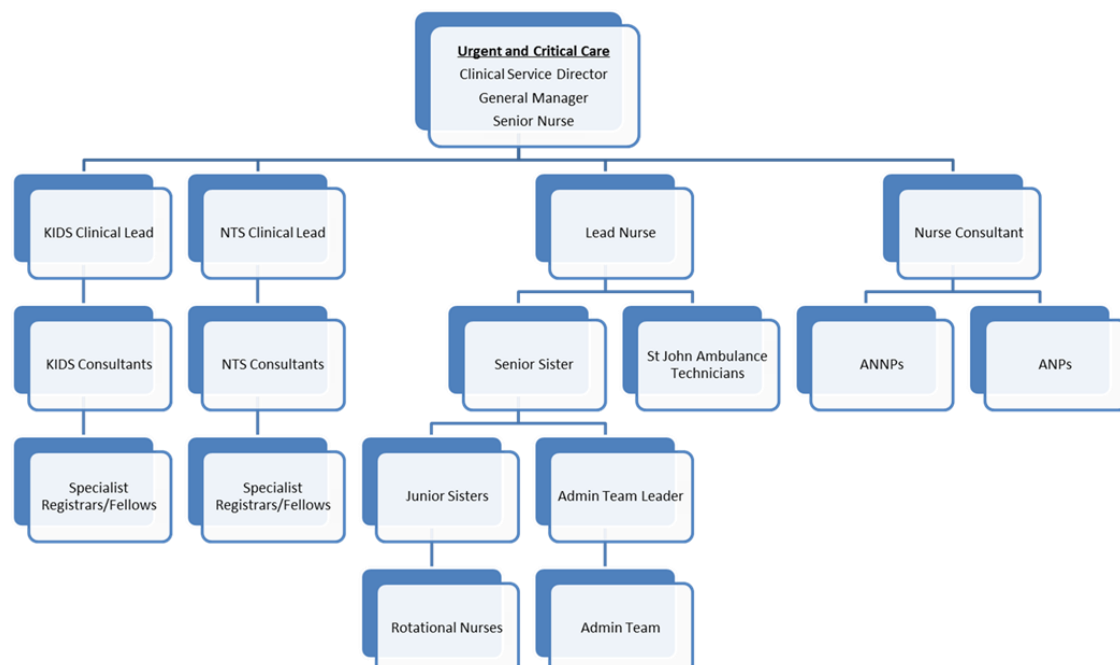 Urgent and Critical Care
Clinical Service Director
General Manager
Senior Nurse
KIDS Clinical Lead
NTS Clinical Lead
Lead Nurse
Nurse Consultant
KIDS Consultants
NTS Consultants
Senior Sister
St John Ambulance
Technicians
ANNPs
ANPs
Specialist
Registrars/Fellows
Specialist
Registrars/Fellows
Junior Sisters
Admin Team Leader
Rotational Nurses
Admin Team